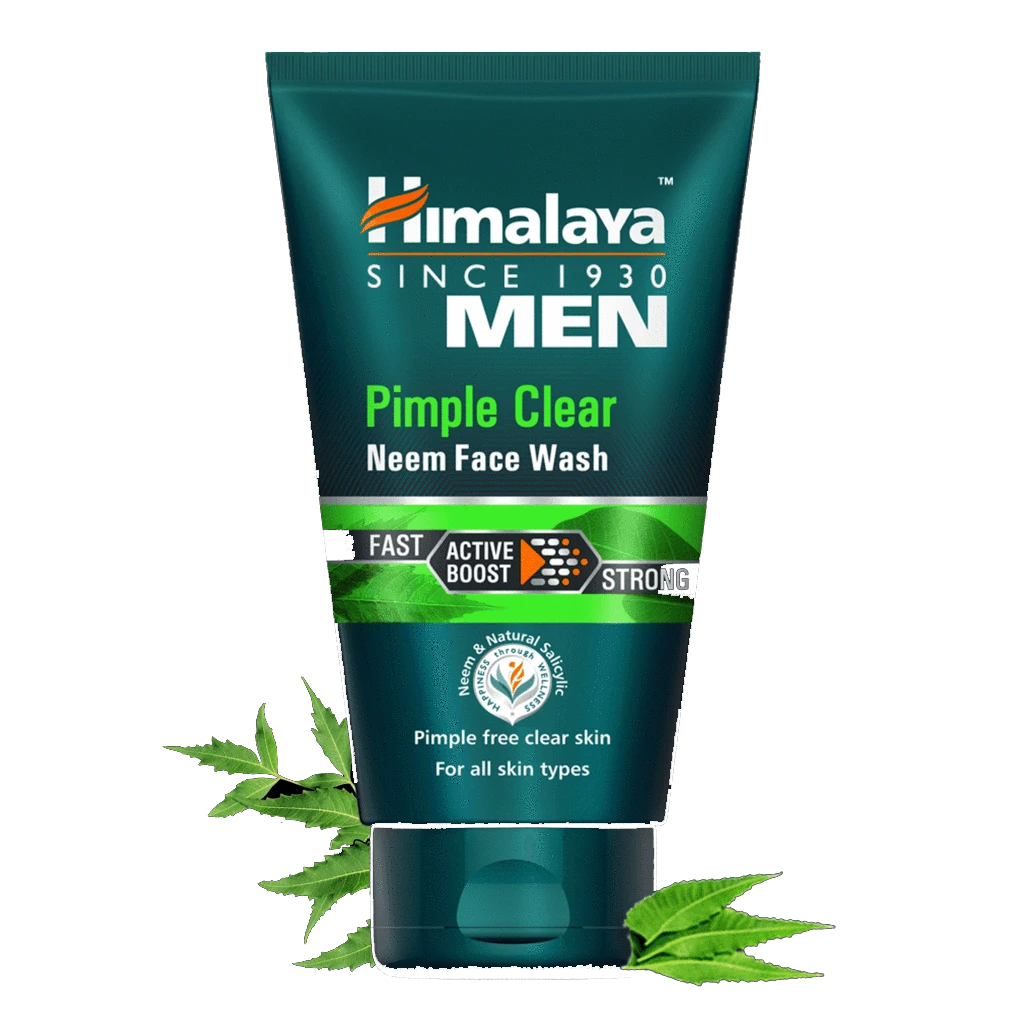 Himalaya™
SINCE 1930
MEN
Pimple Clear
Neem Face Wash
FAST
ACTIVE
BOOST
STRONG
Neem & Natural Salicylic
HAPPINESS through WELLNESS
Pimple free clear skin
For all skin types